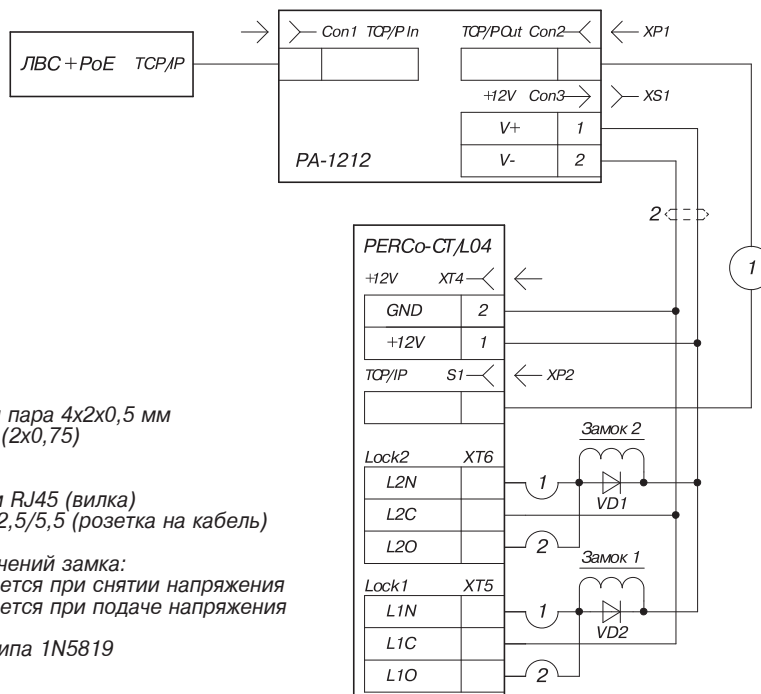 ЛВС+PoE TCP/IP
Con1 TCP/P In
TCP/P Out Con2
XP1
+12V Con3
XS1
V+ 1
V- 2
PA-1212
2
1
PERCo-CT/L04
+12V XT4
GND 2
+12V 1
TCP/IP S1
XP2
Lock2 XT6
L2N
L2C
L2O
1
2
Замок 2
VD1
Lock1 XT5
L1N
L1C
L1O
1
2
Замок 1
VD2
пара 4x2x0,5 мм
(2x0,75)
RJ45 (вилка)
2,5/5,5 (розетка на кабель)
чений замка:
ется при снятии напряжения
ется при подаче напряжения
ипа 1N5819